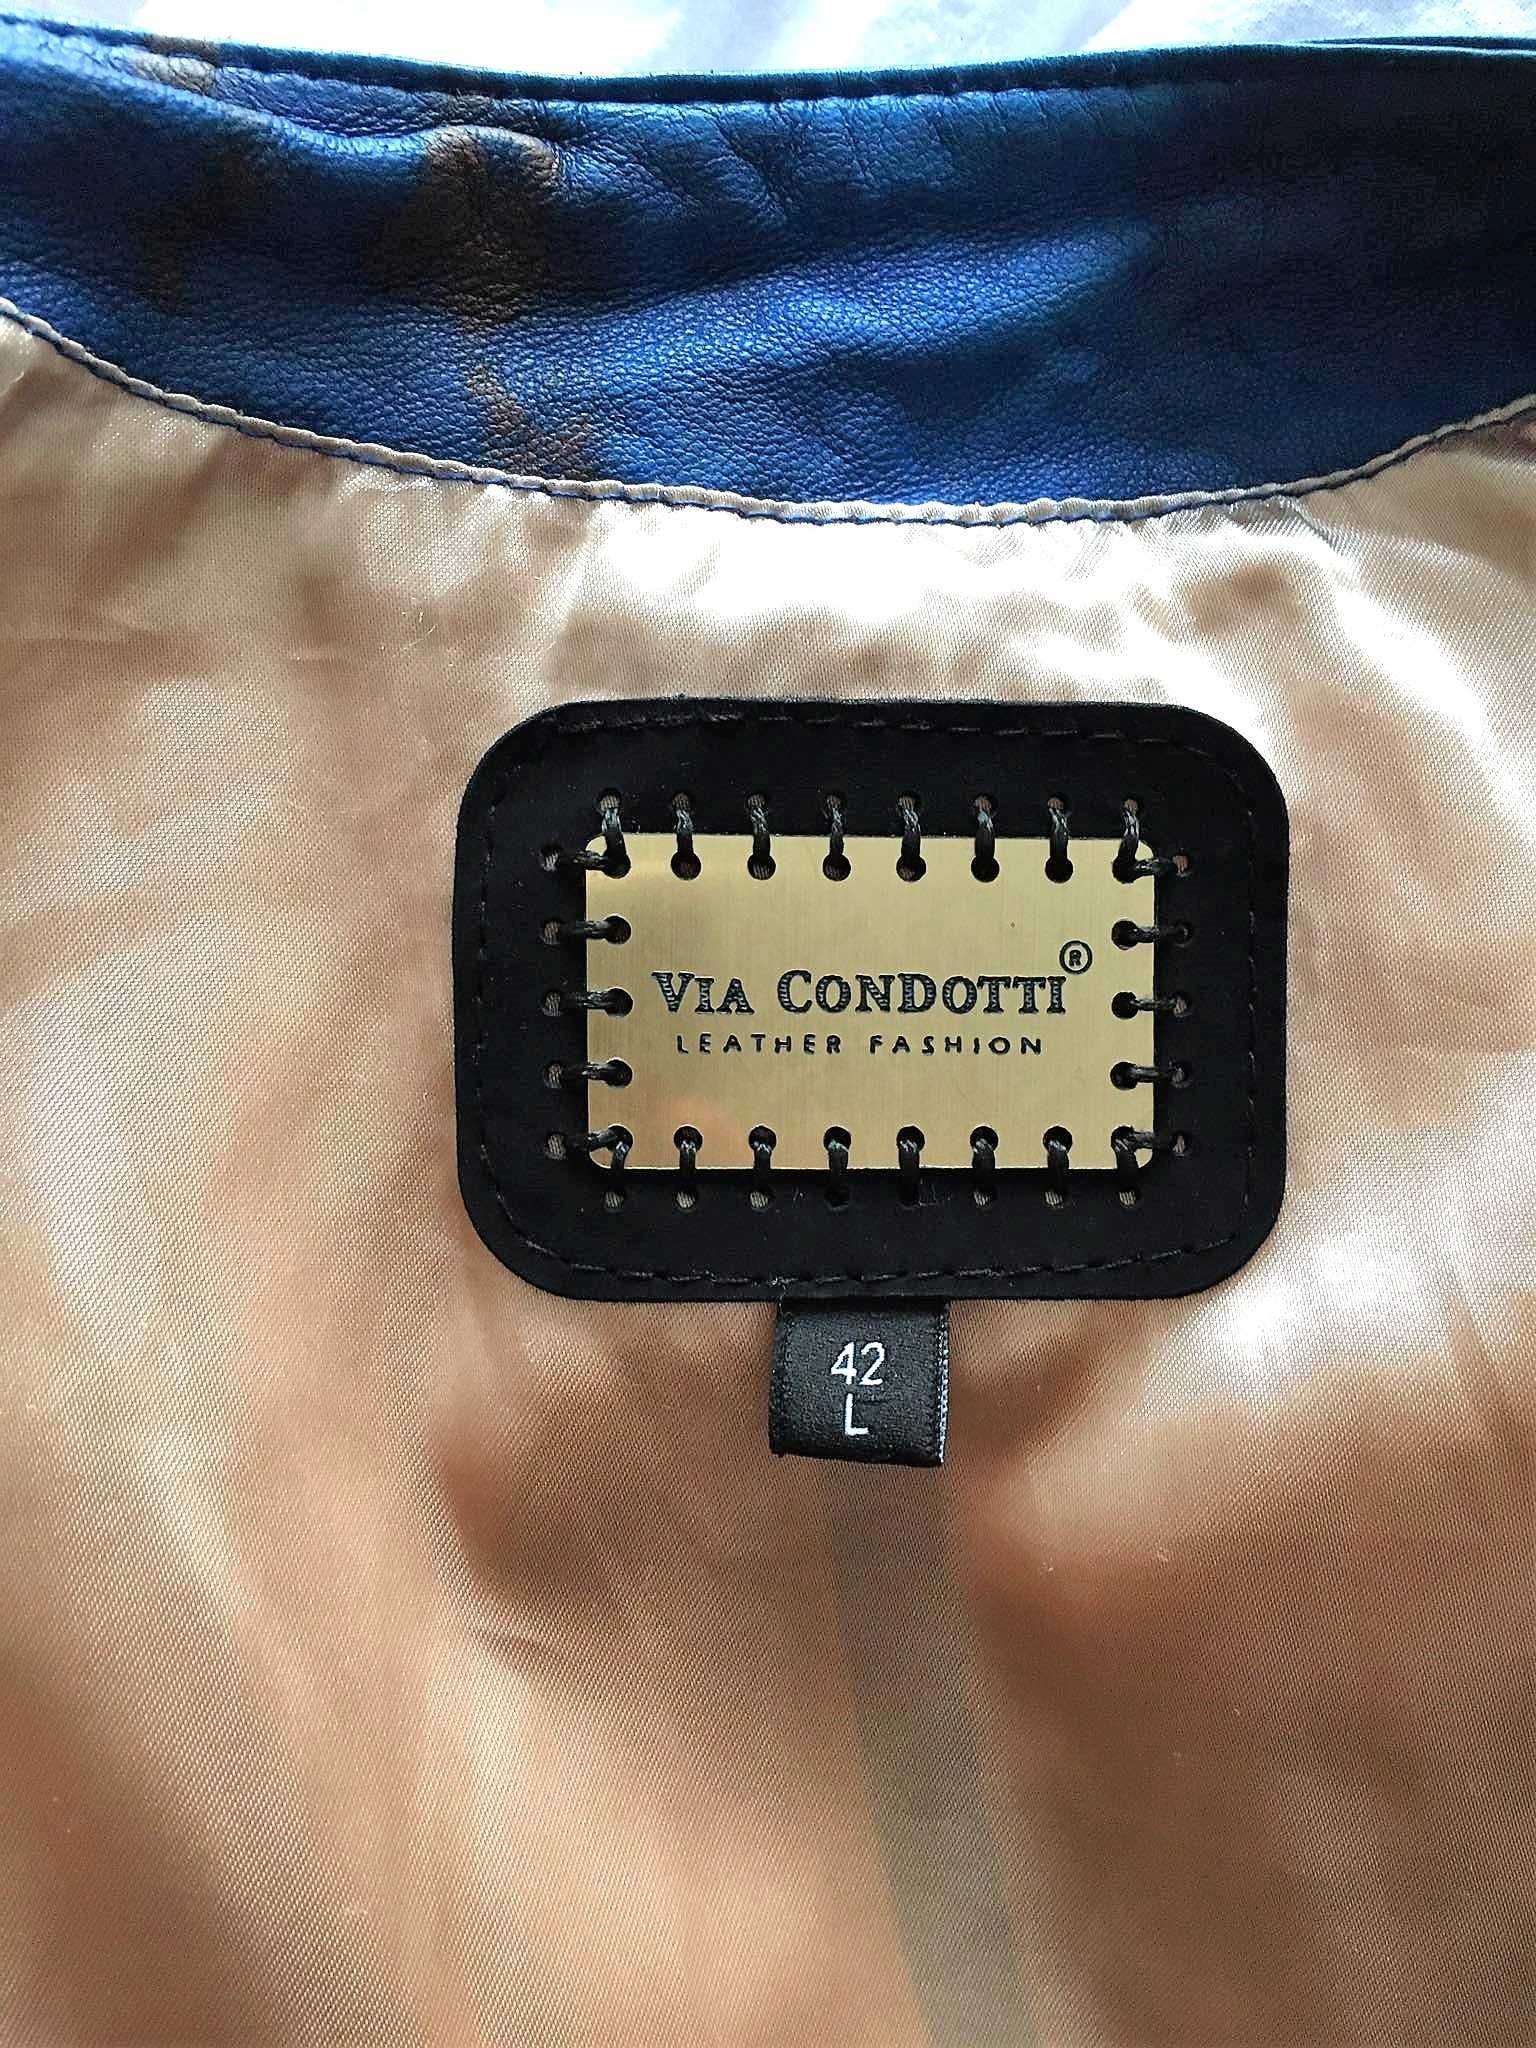 VIA CONDOTTI®
LEATHER FASHION
42
L